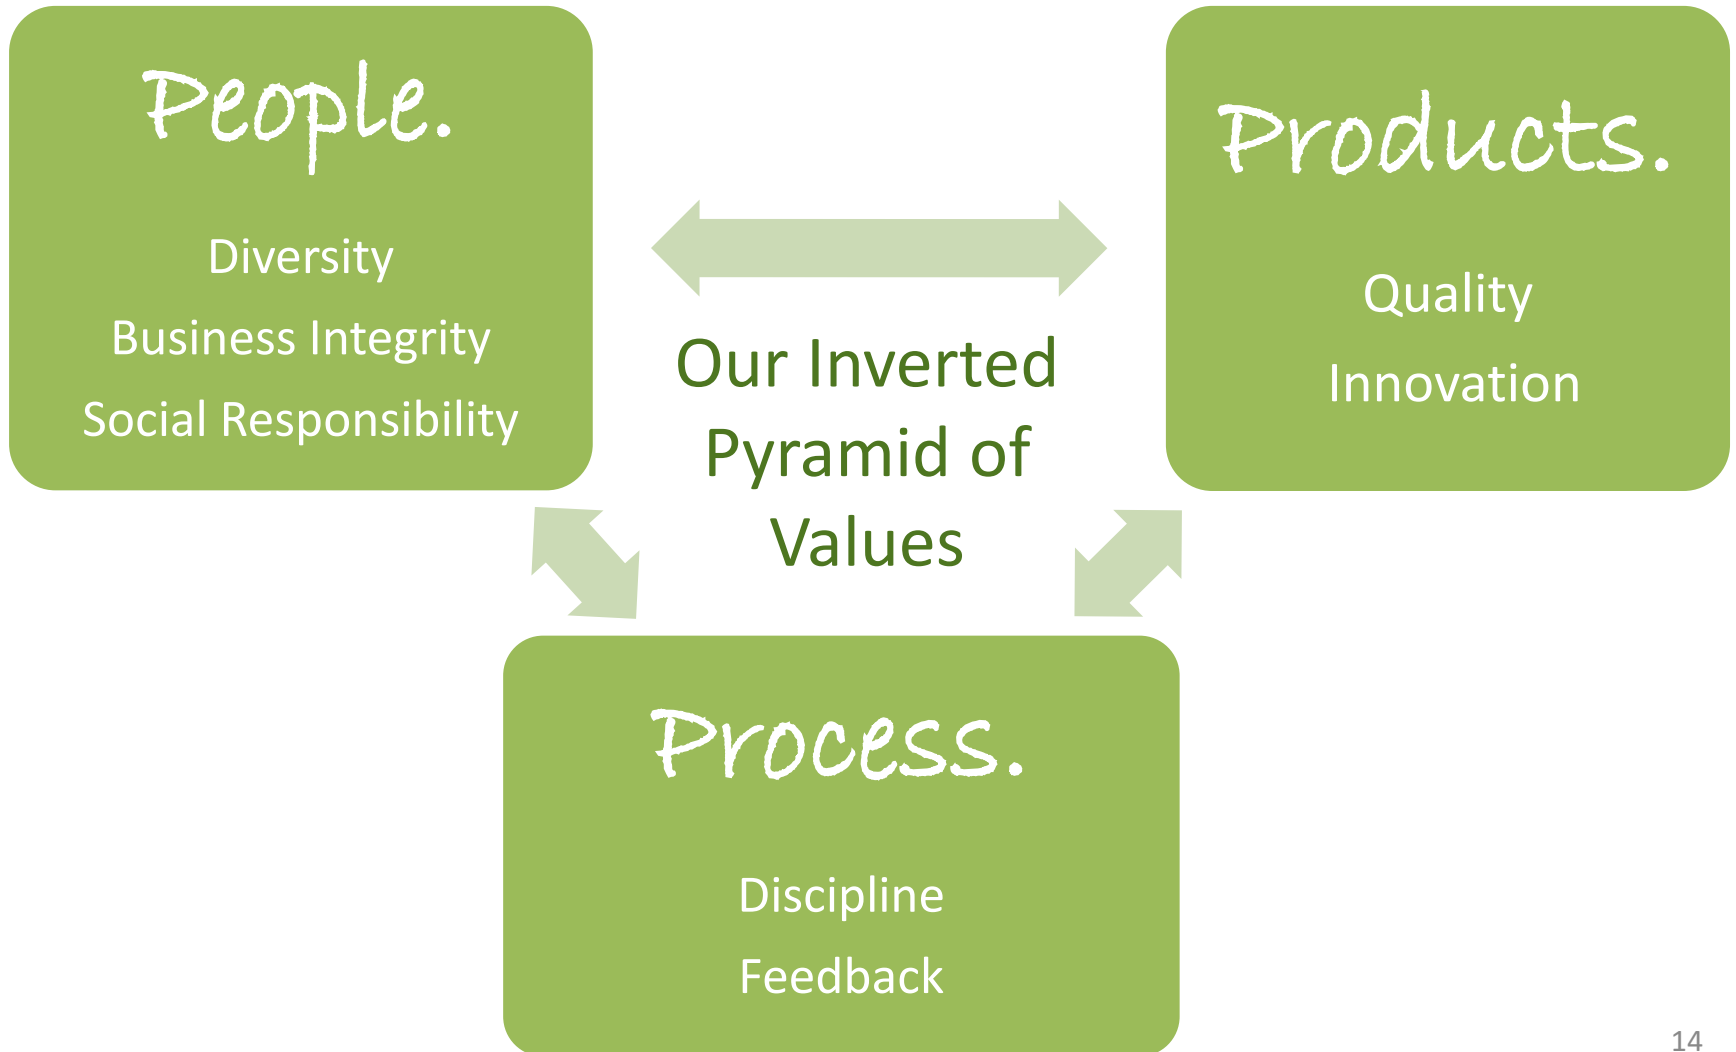 People.
Diversity
Business Integrity
Social Responsibility
Products.
Quality
Innovation
Our Inverted
Pyramid of
Values
Process.
Discipline
Feedback
14